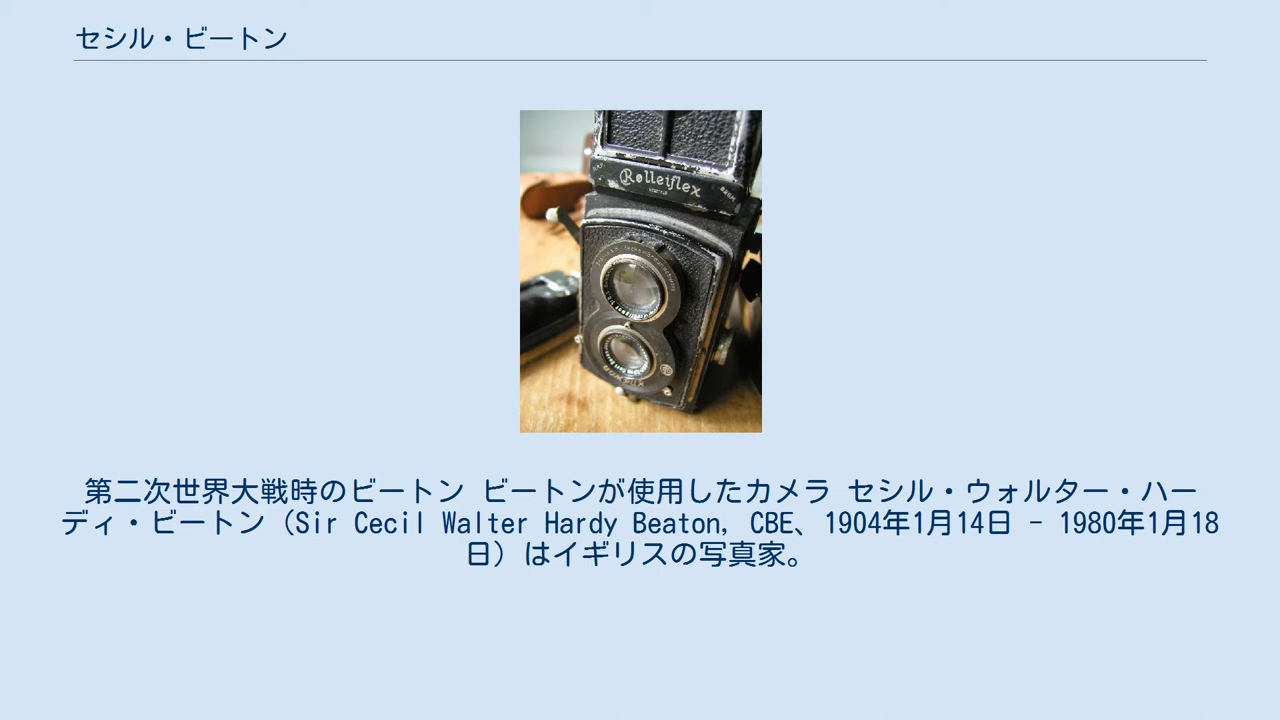 セシル・ビートン
Rolleiflex
第二次世界大戦時のビートン ビートンが使用したカメラ セシル・ウォルター・ハー
ディ・ビートン（Sir Cecil Walter Hardy Beaton, CBE、1904年1月14日 - 1980年1月18
日）はイギリスの写真家。